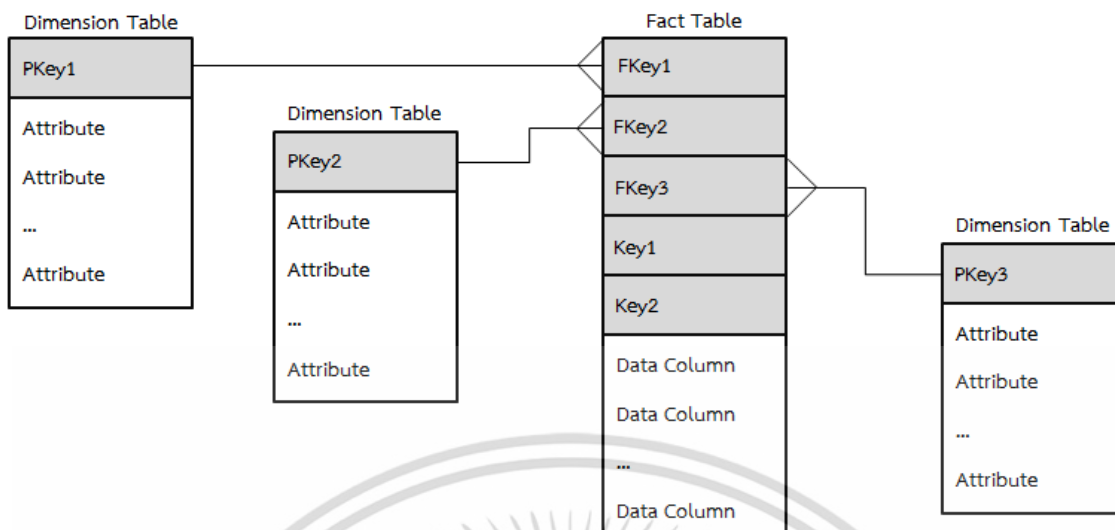 Dimension Table
PKey1
Attribute
Attribute
...
Attribute
Dimension Table
PKey2
Attribute
Attribute
...
Attribute
Fact Table
FKey1
FKey2
FKey3
Key1
Key2
Data Column
Data Column
...
Data Column
Dimension Table
PKey3
Attribute
Attribute
...
Attribute